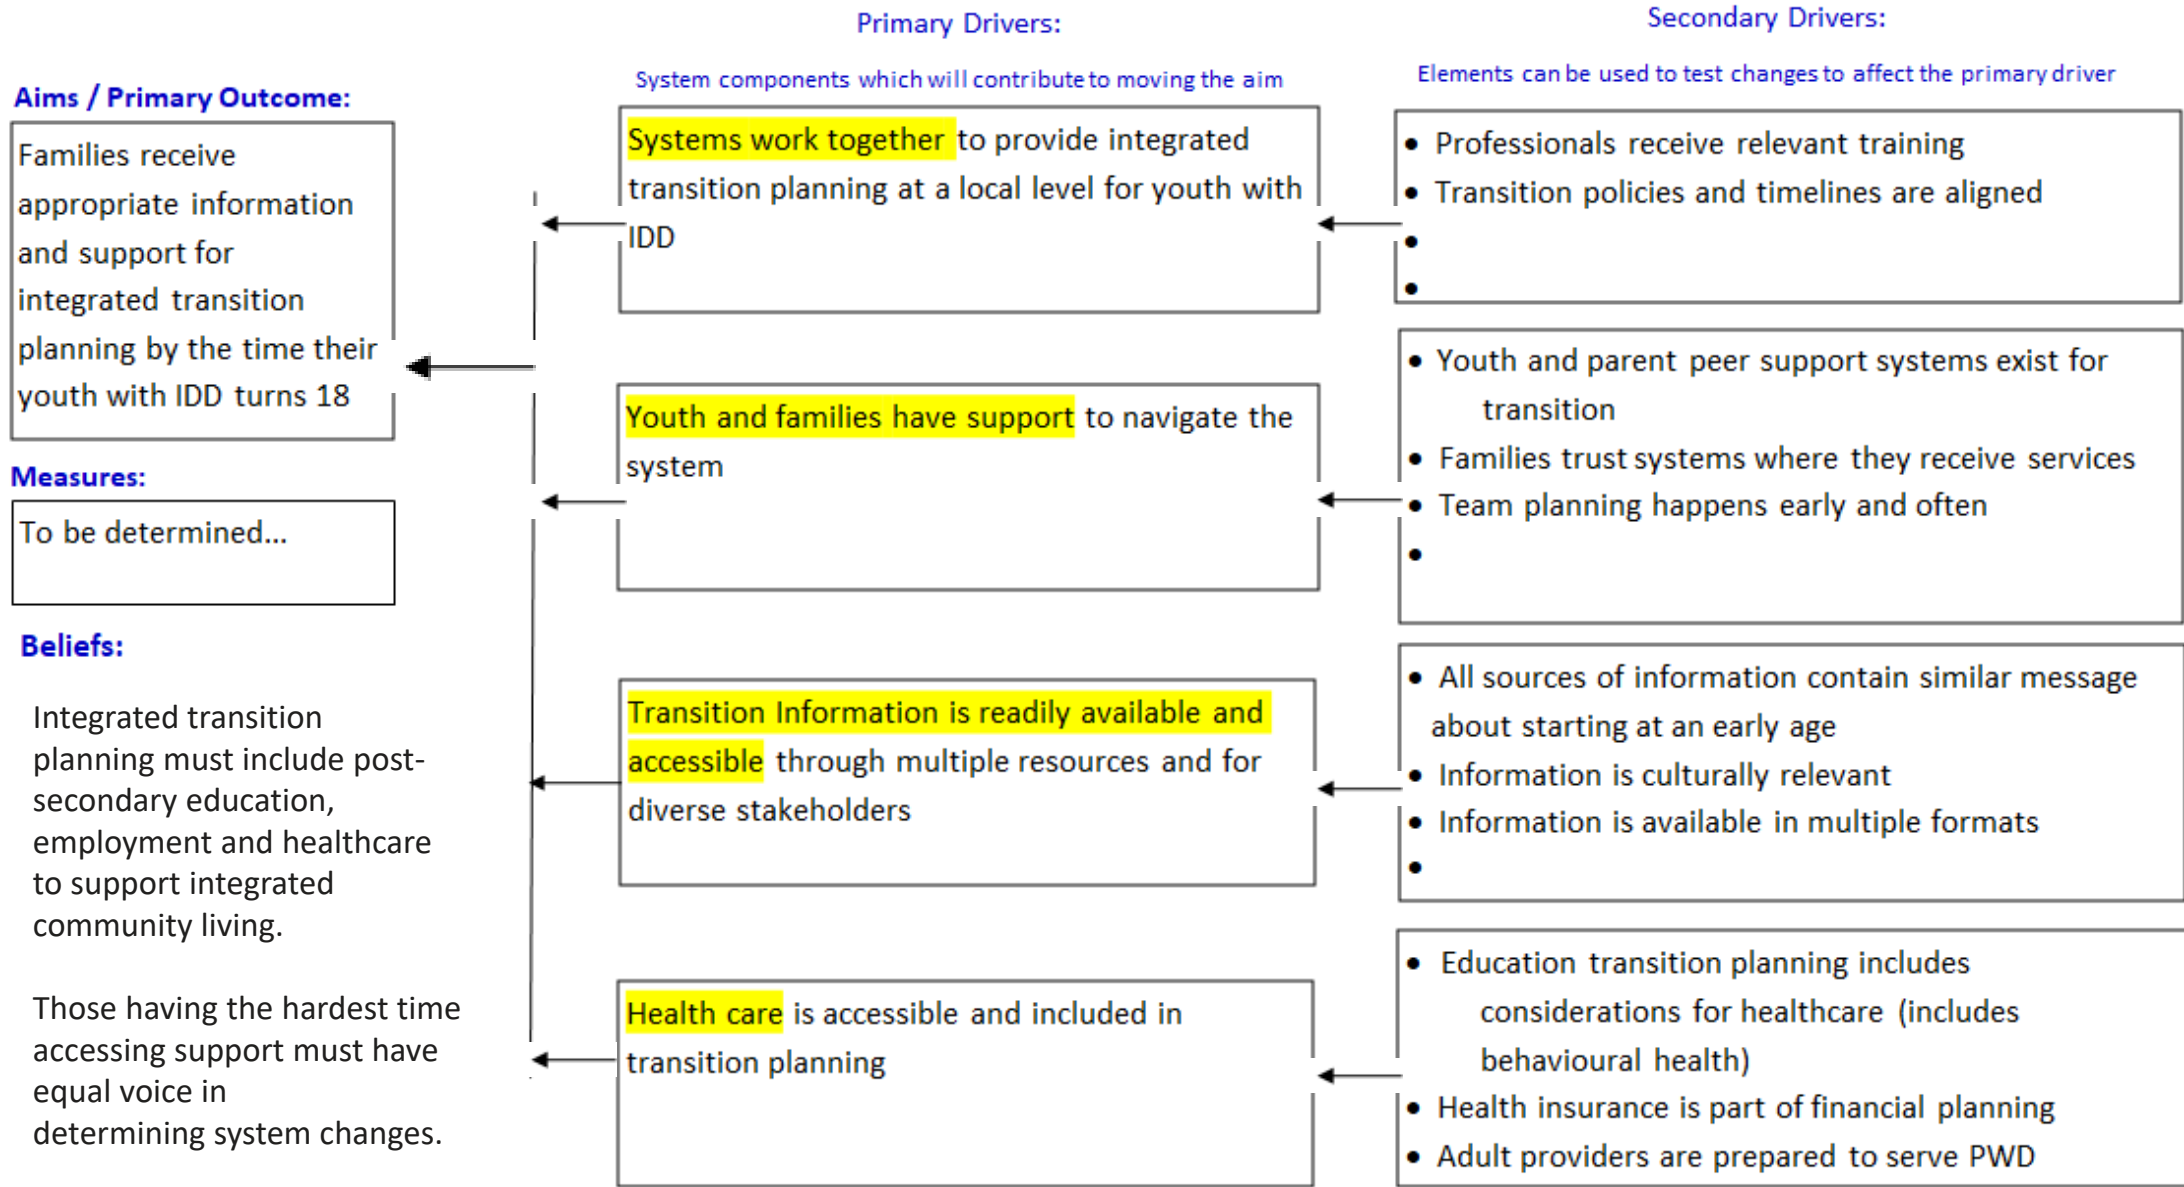 Aims / Primary Outcome:
Families receive
appropriate information
and support for
integrated transition
planning by the time their
youth with IDD turns 18
Measures:
To be determined...
Beliefs:
Integrated transition
planning must include post-
secondary education,
employment and healthcare
to support integrated
community living.
Those having the hardest time
accessing support must have
equal voice in
determining system changes.
Primary Drivers:
System components which will contribute to moving the aim
Systems work together to provide integrated
transition planning at a local level for youth with
IDD
Youth and families have support to navigate the
system
Transition Information is readily available and
accessible through multiple resources and for
diverse stakeholders
Health care is accessible and included in
transition planning
Secondary Drivers:
Elements can be used to test changes to affect the primary driver
• Professionals receive relevant training
• Transition policies and timelines are aligned
•
•
• Youth and parent peer support systems exist for
transition
• Families trust systems where they receive services
• Team planning happens early and often
•
• All sources of information contain similar message
about starting at an early age
• Information is culturally relevant
• Information is available in multiple formats
•
• Education transition planning includes
considerations for healthcare (includes
behavioural health)
• Health insurance is part of financial planning
• Adult providers are prepared to serve PWD